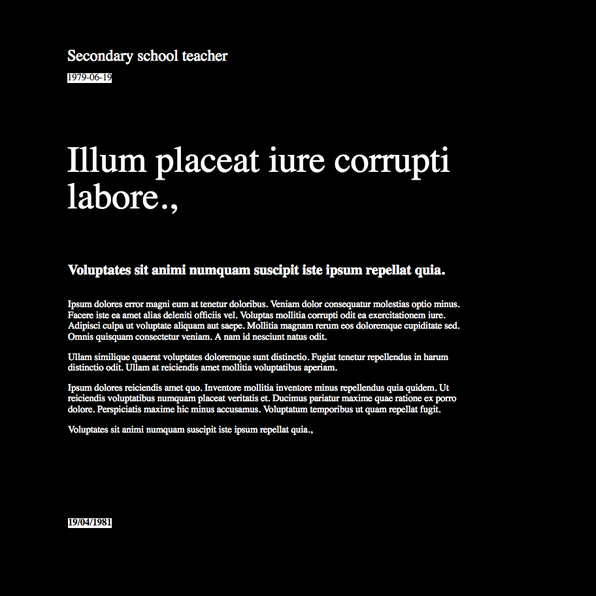 Secondary school teacher
1979-06-19
Illum placeat iure corrupti
labore.,
Voluptates sit animi numquam suscipit iste ipsum repellat quia.
Ipsum dolores error magni eum at tenetur doloribus. Veniam dolor consequatur molestias optio minus.
Facere iste ea amet alias deleniti officiis vel. Voluptas mollitia corrupti odit ea exercitationem iure.
Adipisci culpa ut voluptate aliquam aut saepe. Mollitia magnam rerum eos doloremque cupiditate sed.
Omnis quisquam consectetur veniam. A nam id nesciunt natus odit.
Ullam similique quaerat voluptates doloremque sunt distinctio. Fugiat tenetur repellendus in harum
distinctio odit. Ullam at reiciendis amet mollitia voluptatibus aperiam.
Ipsum dolores reiciendis amet quo. Inventore mollitia inventore minus repellendus quia quidem. Ut
reiciendis voluptatibus numquam placeat veritatis et. Ducimus pariatur maxime quae ratione ex porro
dolore. Perspiciatis maxime hic minus accusamus. Voluptatum temporibus ut quam repellat fugit.
Voluptates sit animi numquam suscipit iste ipsum repellat quia.,
19/04/1981